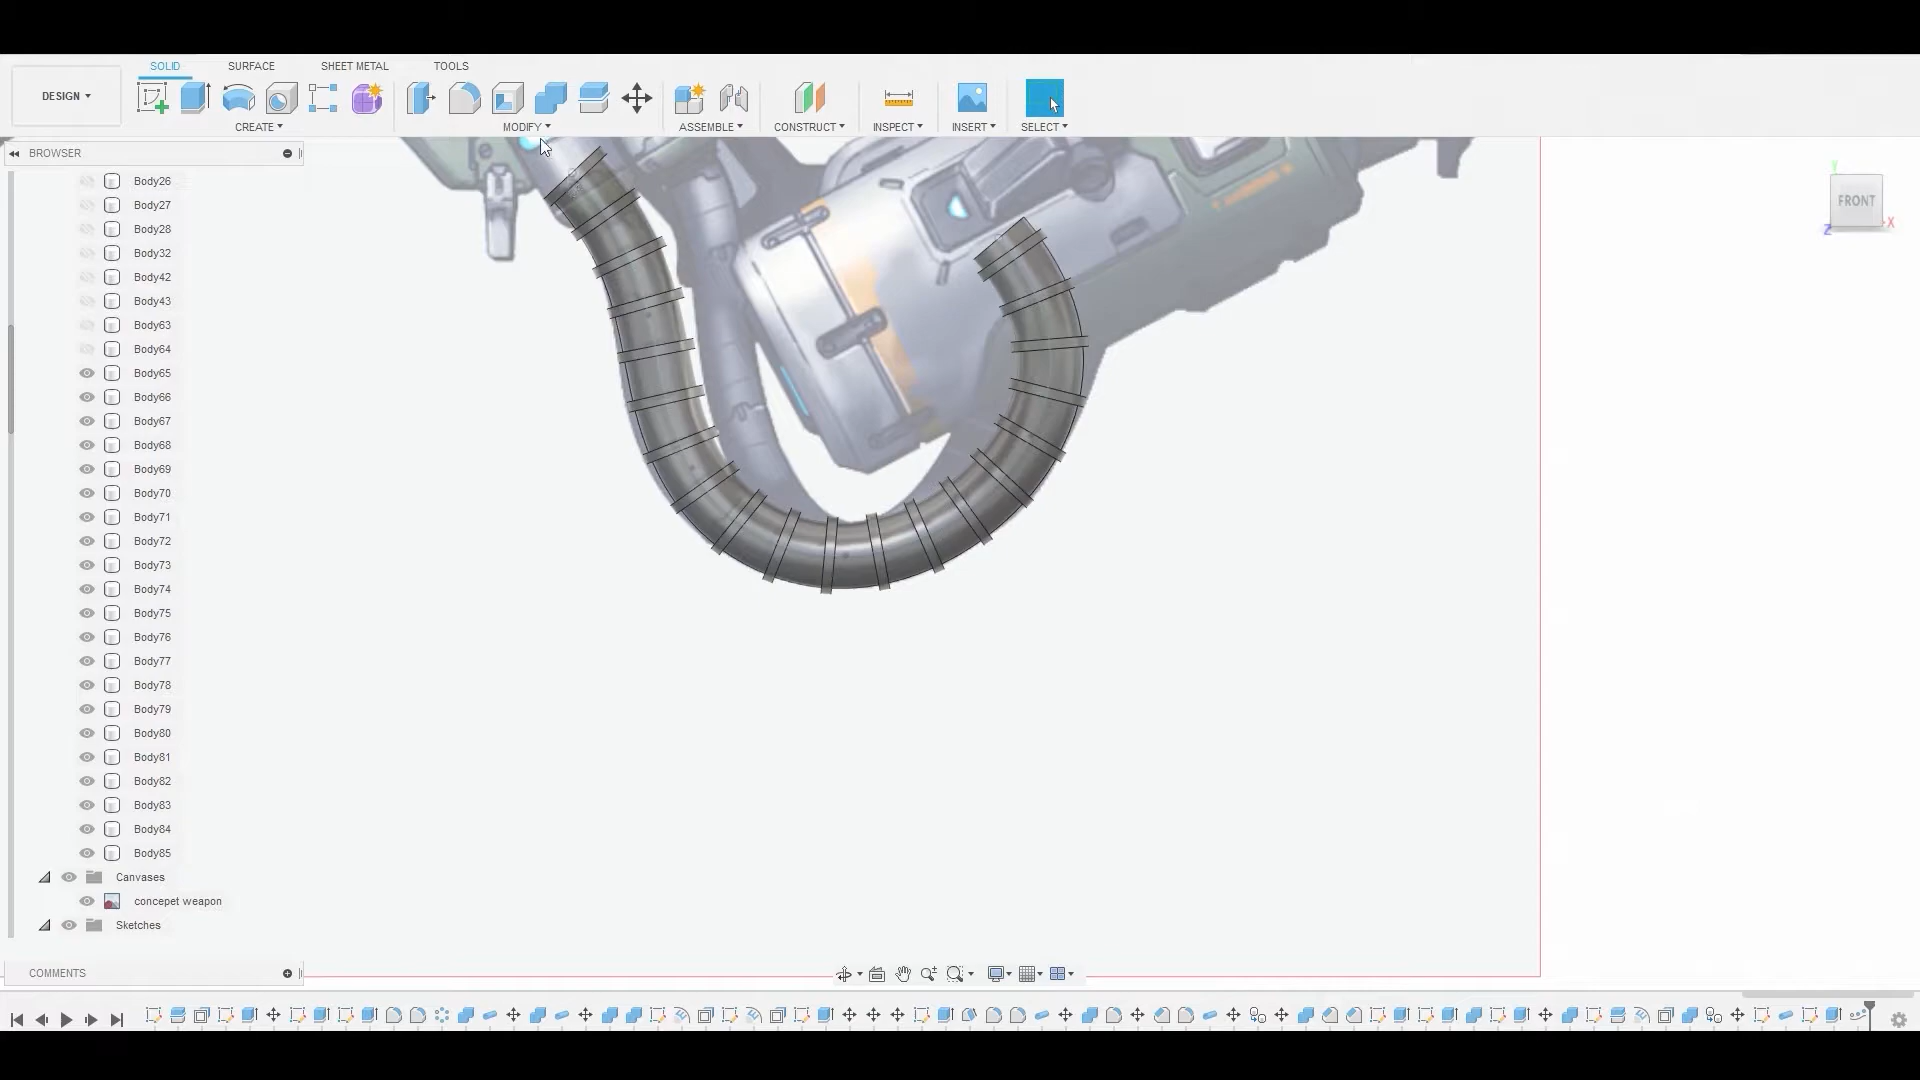 SOLID SURFACE SHEET METAL TOOLS
DESIGN
CREATE MODIFY ASSEMBLE CONSTRUCT INSPECT INSERT SELECT
BROWSER
Body26
Body27
Body28
Body32
Body42
Body43
Body63
Body64
Body65
Body66
Body67
Body68
Body69
Body70
Body71
Body72
Body73
Body74
Body75
Body76
Body77
Body78
Body79
Body80
Body81
Body82
Body83
Body84
Body85
Canvases
concepet weapon
Sketches
COMMENTS
Y
FRONT
X
Z